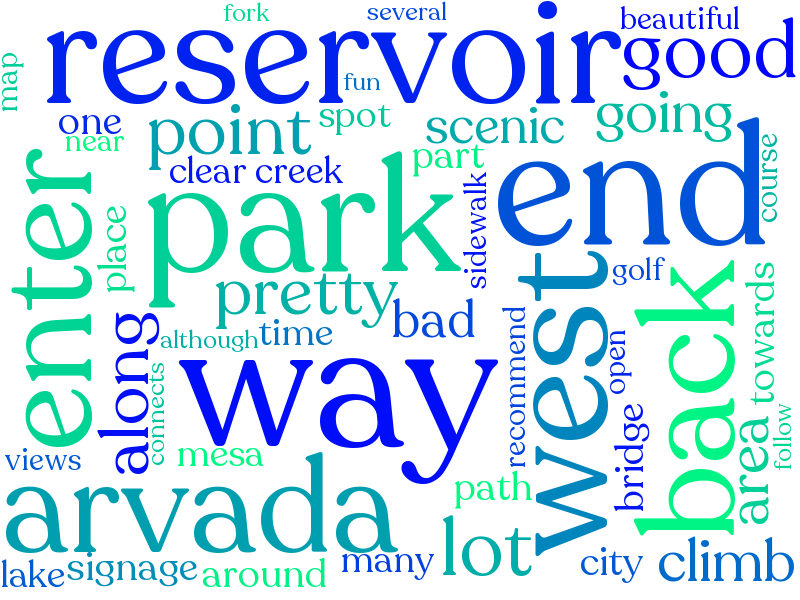 fork
several
beautiful
reservoir
good
map
fun
one
point
spot
scenic
going
near
clear creek
part
park
end
course
enter
place
sidewalk
pretty
bad
west
golf
back
towards
along
although
time
way
recommend
open
connects
bridge
area
follow
views
mesa
arvada
path
lot
lake
signage
around
many
city
climb